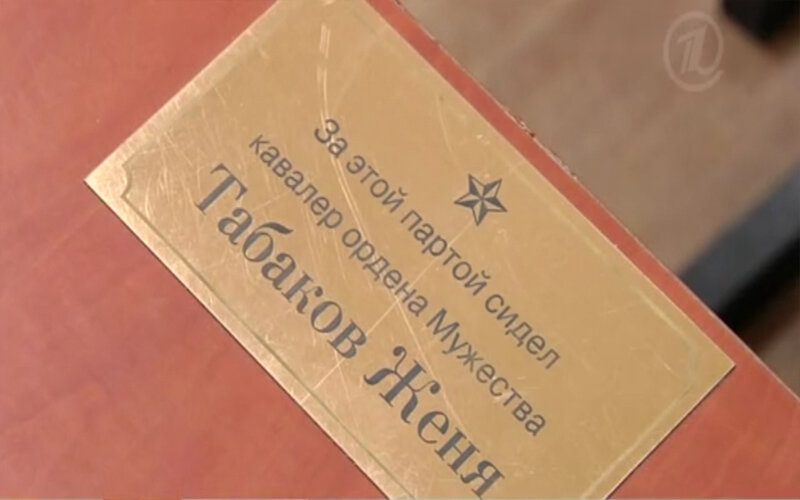 За этой партой сидел
кавалер ордена Мужества
Табаков Женя